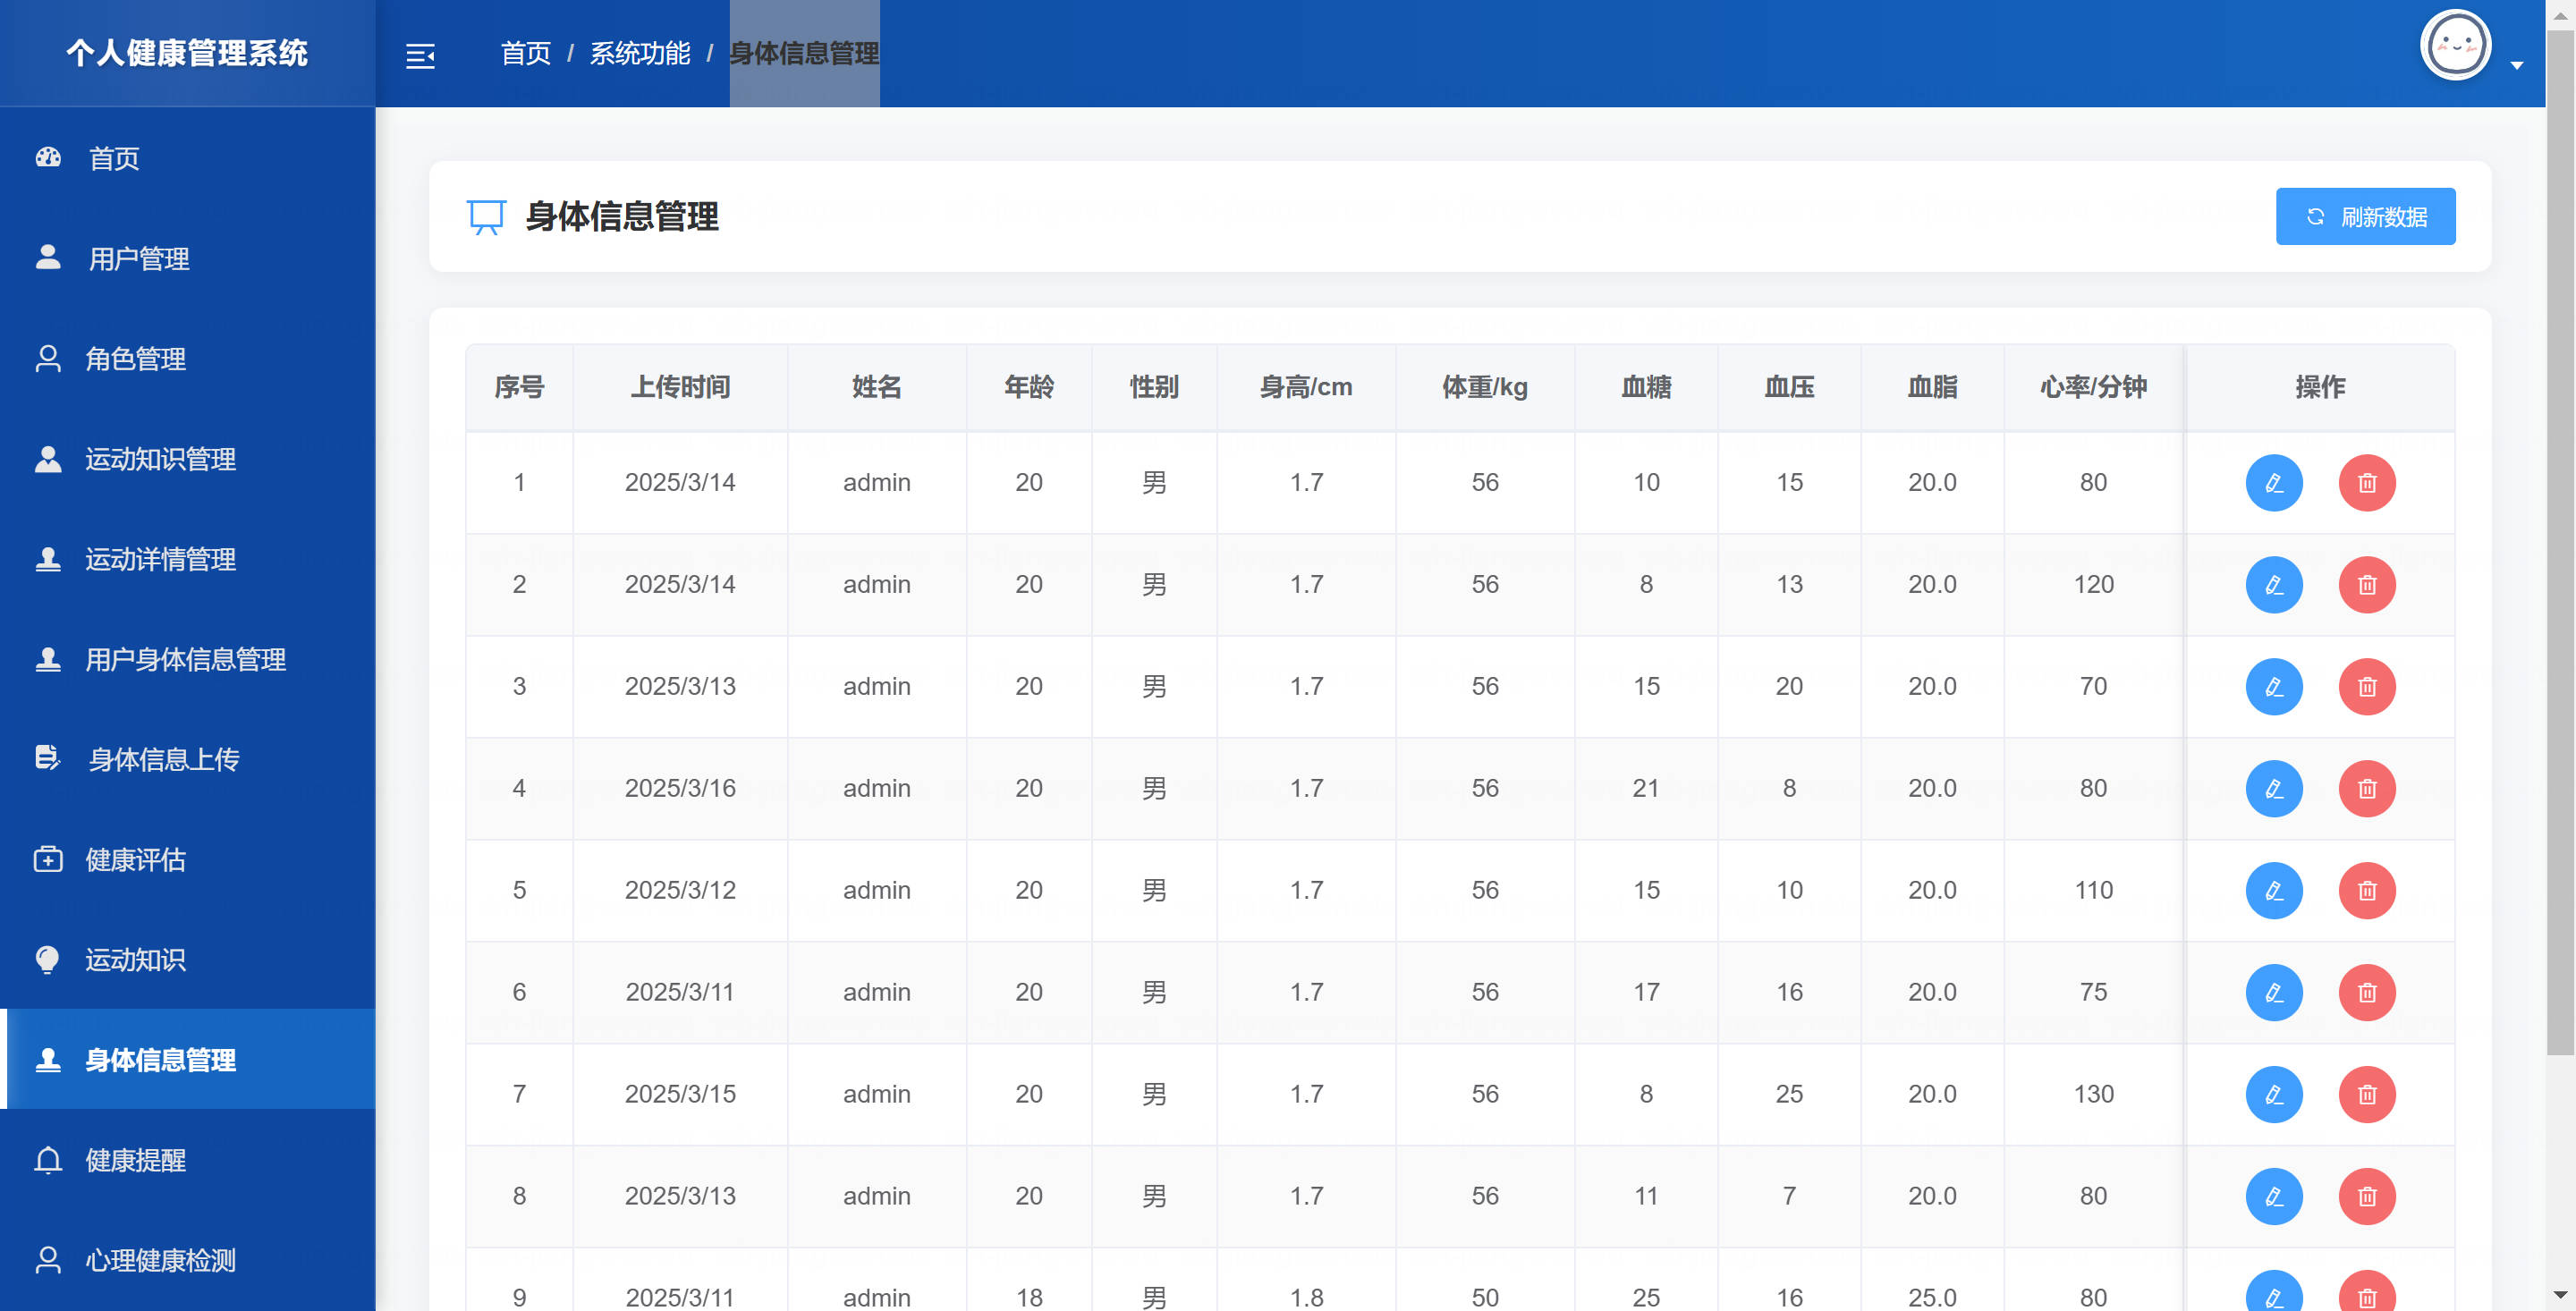 个人健康管理系统
首页 / 系统功能 / 身体信息管理
首页
用户管理
角色管理
运动知识管理
运动详情管理
用户身体信息管理
身体信息上传
健康评估
运动知识
身体信息管理
健康提醒
心理健康检测
身体信息管理
刷新数据
序号 上传时间 姓名 年龄 性别 身高/cm 体重/kg 血糖 血压 血脂 心率/分钟 操作
1 2025/3/14 admin 20 男 1.7 56 10 15 20.0 80
2 2025/3/14 admin 20 男 1.7 56 8 13 20.0 120
3 2025/3/13 admin 20 男 1.7 56 15 20 20.0 70
4 2025/3/16 admin 20 男 1.7 56 21 8 20.0 80
5 2025/3/12 admin 20 男 1.7 56 15 10 20.0 110
6 2025/3/11 admin 20 男 1.7 56 17 16 20.0 75
7 2025/3/15 admin 20 男 1.7 56 8 25 20.0 130
8 2025/3/13 admin 20 男 1.7 56 11 7 20.0 80
9 2025/3/11 admin 18 男 1.8 50 25 16 25.0 80